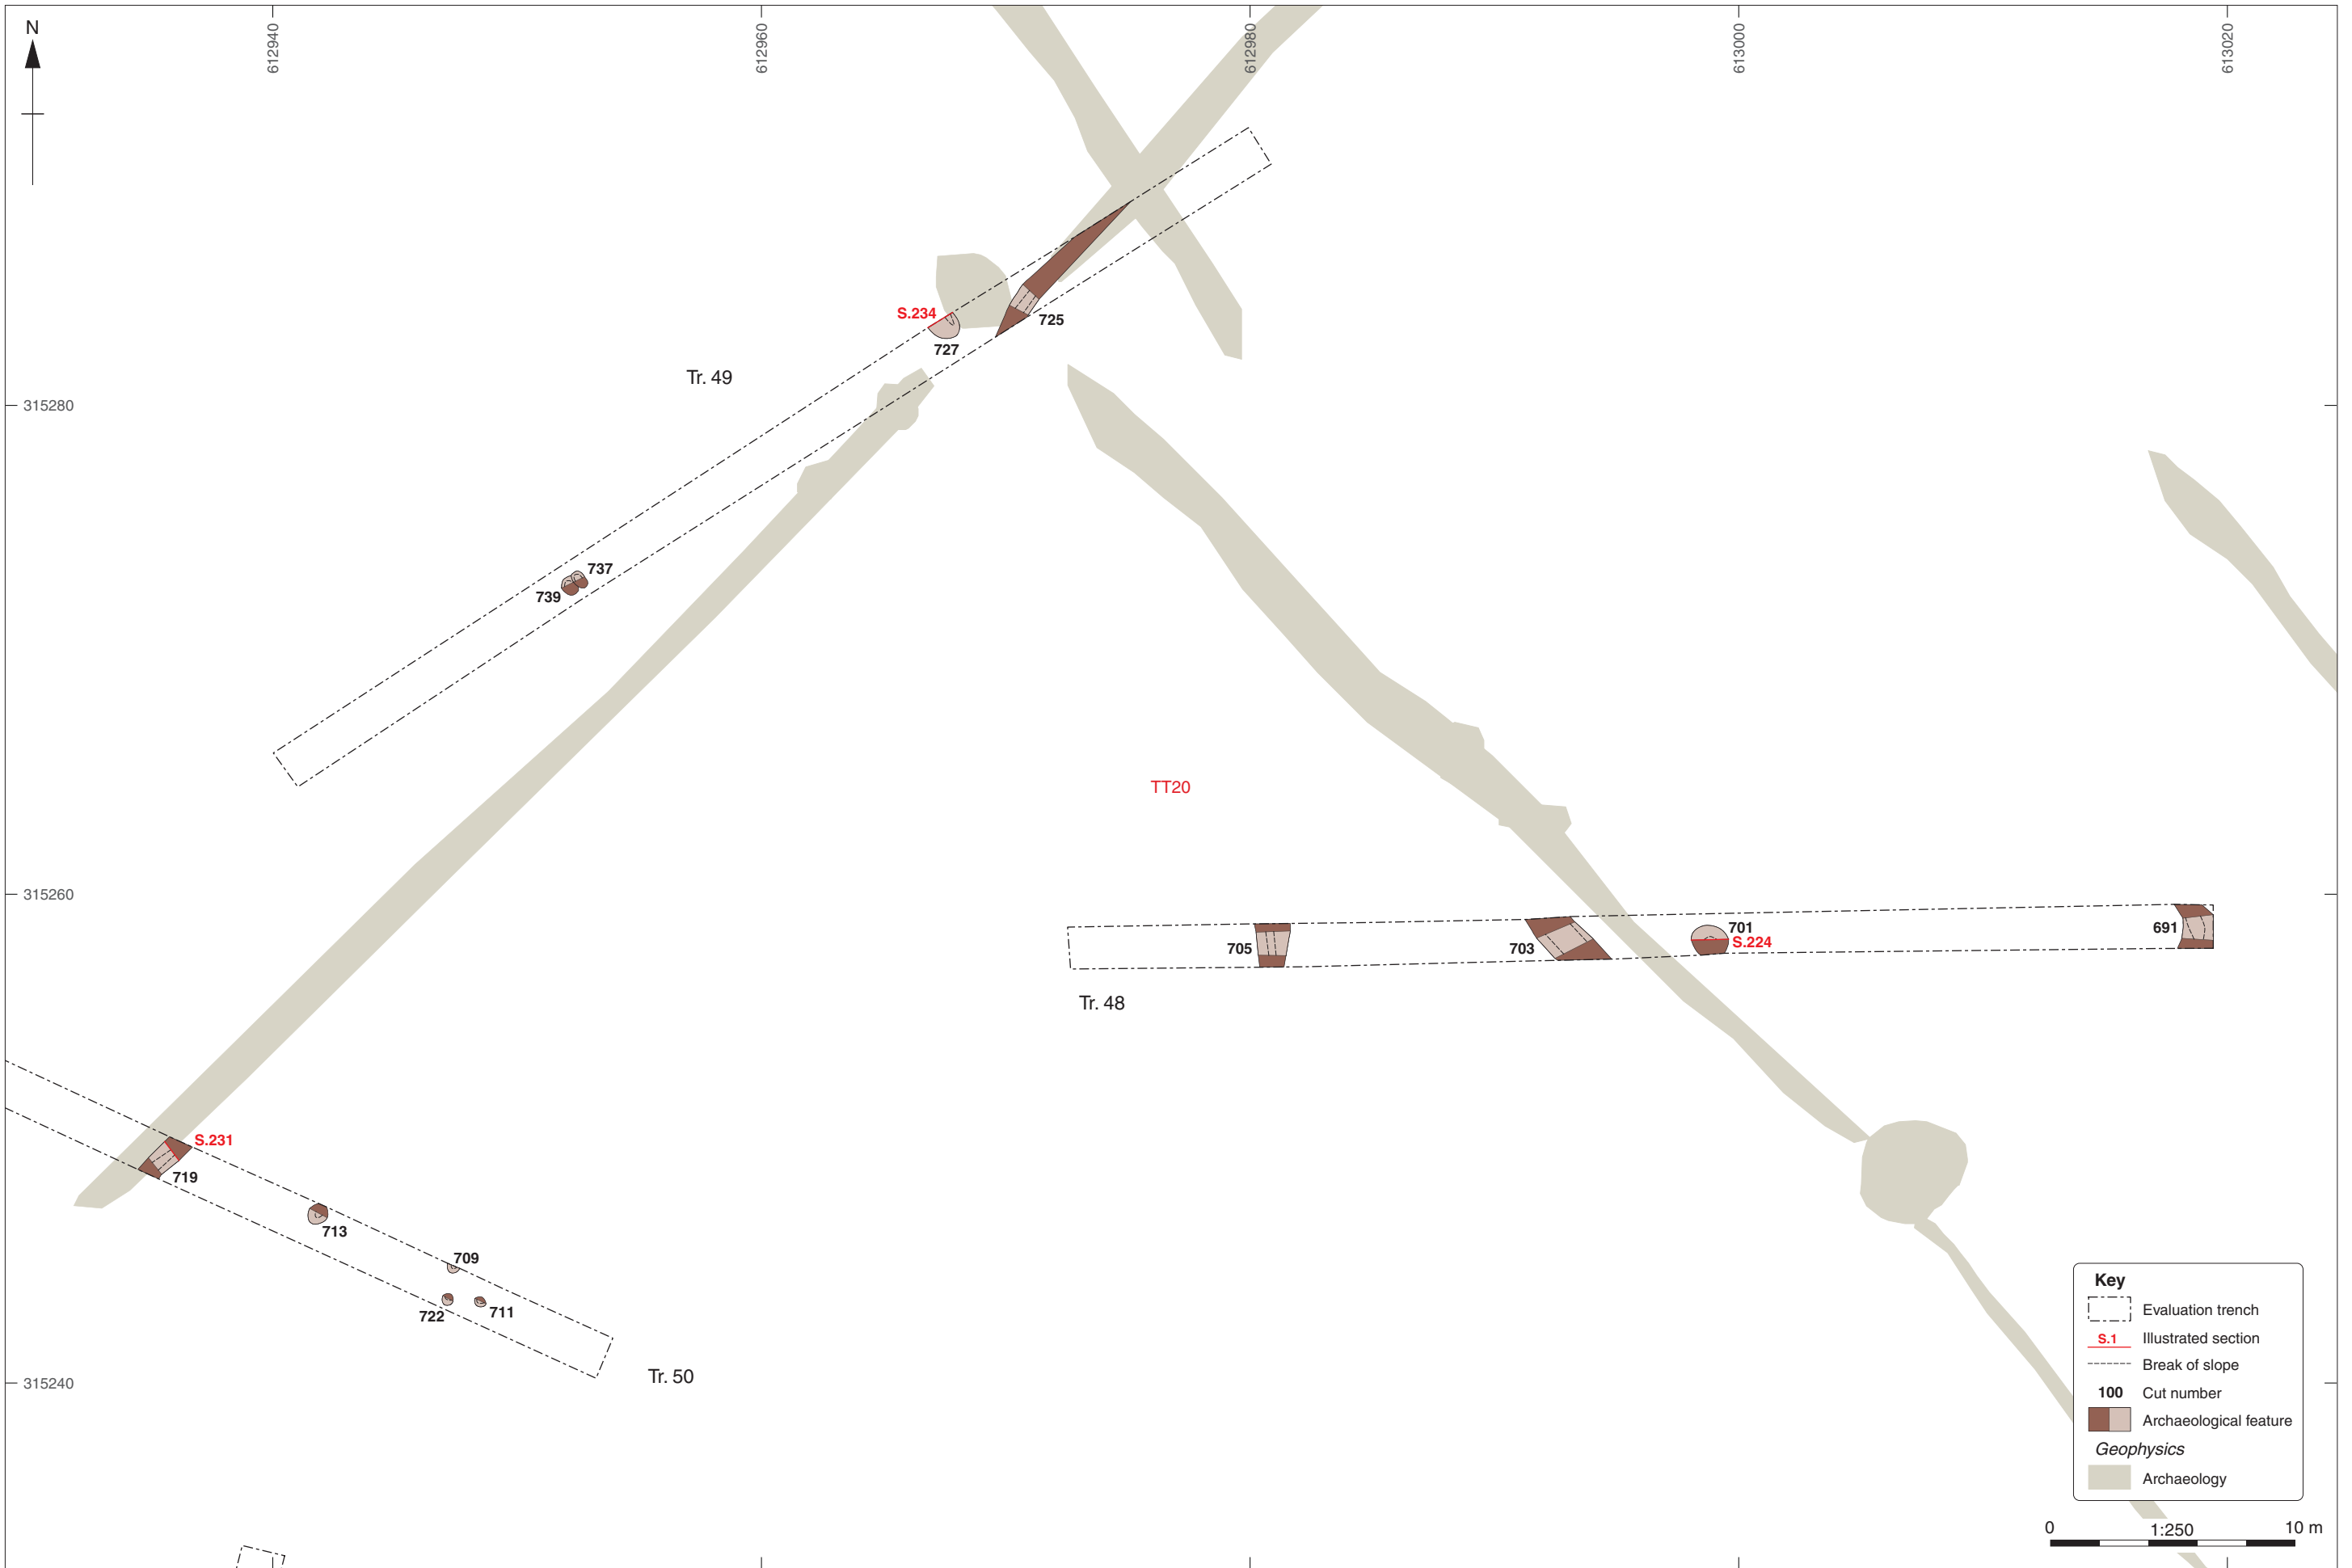 N
612940
612960
612980
613000
613020
S.234
725
727
Tr. 49
315280
737
739
TT20
315260
701
705
703
S.224
691
Tr. 48
S.231
719
713
709
722
711
Tr. 50
315240
Key
Evaluation trench
S.1 Illustrated section
Break of slope
100 Cut number
Archaeological feature
Geophysics
Archaeology
0 1:250 10 m